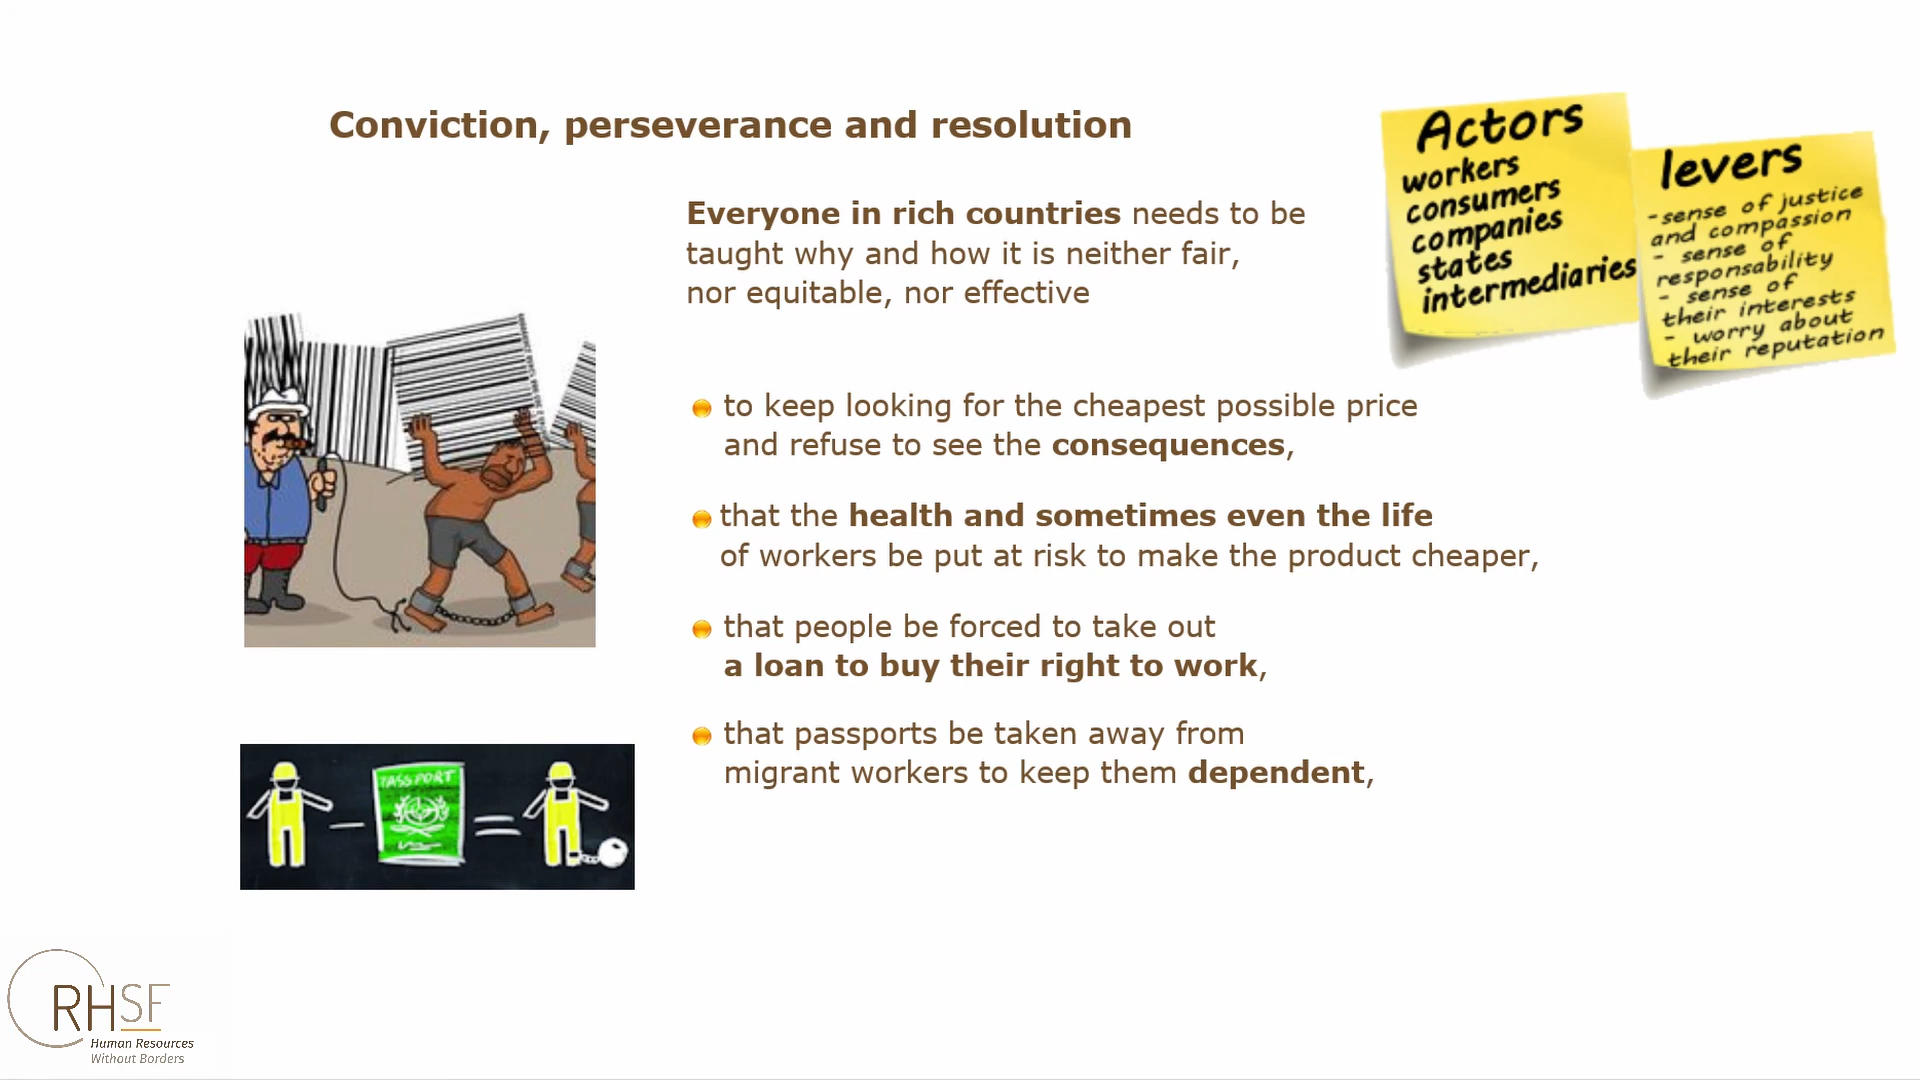 Conviction, perseverance and resolution
Everyone in rich countries needs to be
taught why and how it is neither fair,
nor equitable, nor effective
to keep looking for the cheapest possible price
and refuse to see the consequences,
that the health and sometimes even the life
of workers be put at risk to make the product cheaper,
that people be forced to take out
a loan to buy their right to work,
that passports be taken away from
migrant workers to keep them dependent,
Actors
workers
consumers
companies
states
intermediaries
levers
-sense of justice
and compassion
- sense of
responsability
- sense of
their interests
- worry about
their reputation
PASSPORT
RHSF
Human Resources
Without Borders